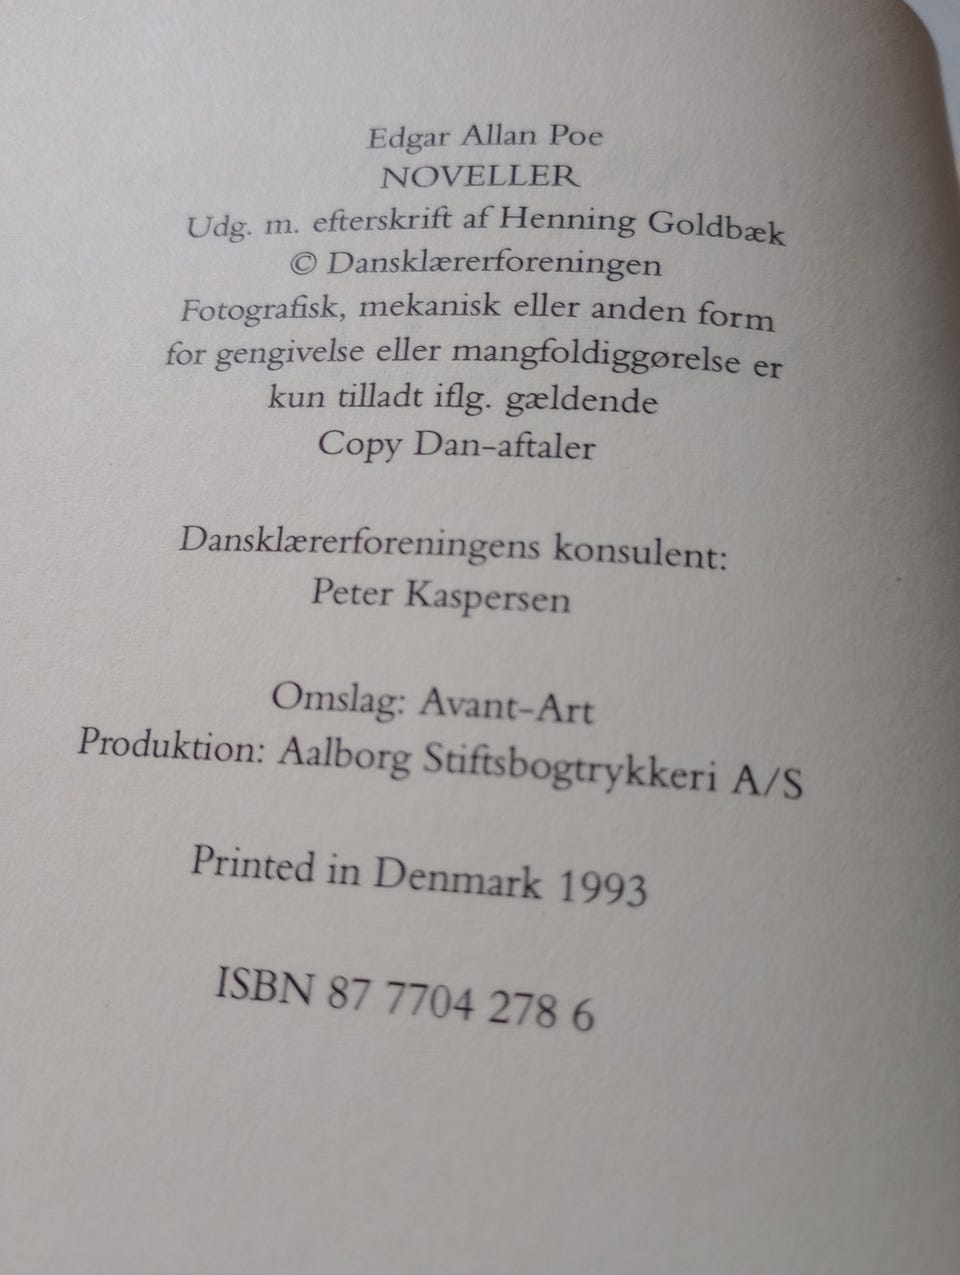 Edgar Allan Poe
NOVELLER
Udg. m. efterskrift af Henning Goldbæk
© Dansklærerforeningen
Fotografisk, mekanisk eller anden form
for gengivelse eller mangfoldiggørelse er
kun tilladt iflg. gældende
Copy Dan-aftaler
Dansklærerforeningens konsulent:
Peter Kaspersen
Omslag: Avant-Art
Produktion: Aalborg Stiftsbogtrykkeri A/S
Printed in Denmark 1993
ISBN 87 7704 278 6